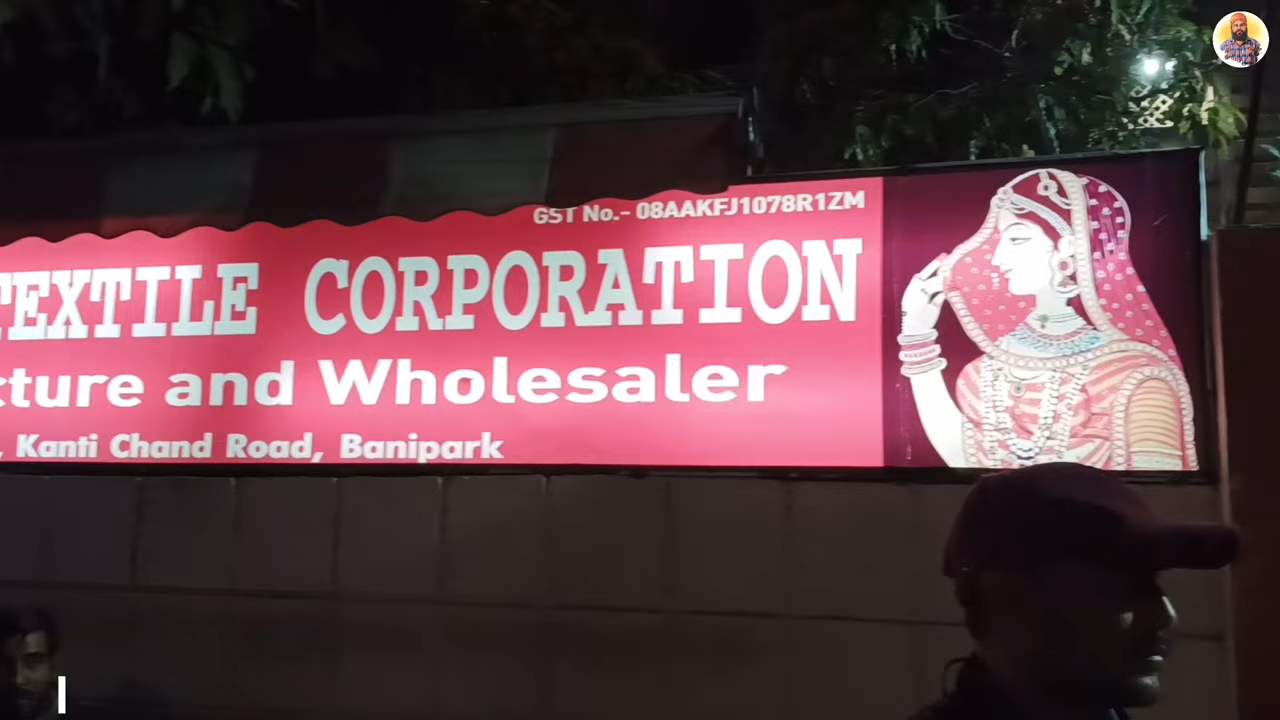 GST No.- 08AAKFJ1078R1ZM
TEXTILE CORPORATION
cture and Wholesaler
, Kanti Chand Road, Banipark